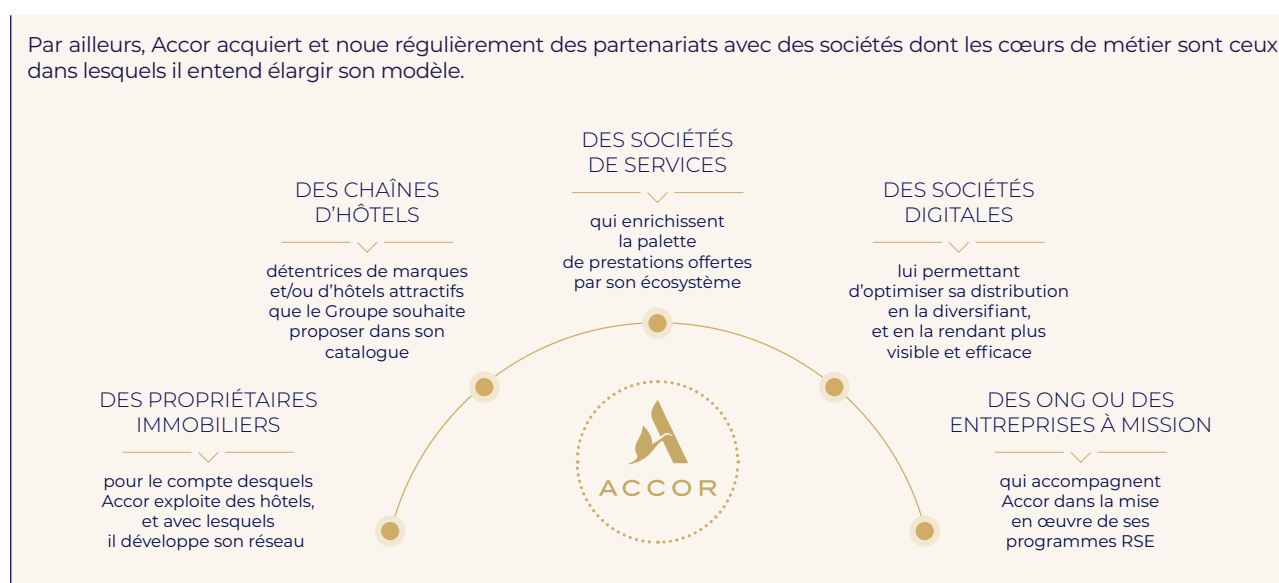 Par ailleurs, Accor acquiert et noue régulièrement des partenariats avec des sociétés dont les cœurs de métier sont ceux
dans lesquels il entend élargir son modèle.
DES PROPRIÉTAIRES
IMMOBILIERS
pour le compte desquels
Accor exploite des hôtels,
et avec lesquels
il développe son réseau
DES CHAÎNES
D’HÔTELS
détentrices de marques
et/ou d’hôtels attractifs
que le Groupe souhaite
proposer dans son
catalogue
DES SOCIÉTÉS
DE SERVICES
qui enrichissent
la palette
de prestations offertes
par son écosystème
DES SOCIÉTÉS
DIGITALES
lui permettant
d’optimiser sa distribution
en la diversifiant,
et en la rendant plus
visible et efficace
DES ONG OU DES
ENTREPRISES À MISSION
qui accompagnent
Accor dans la mise
en œuvre de ses
programmes RSE
ACCOR